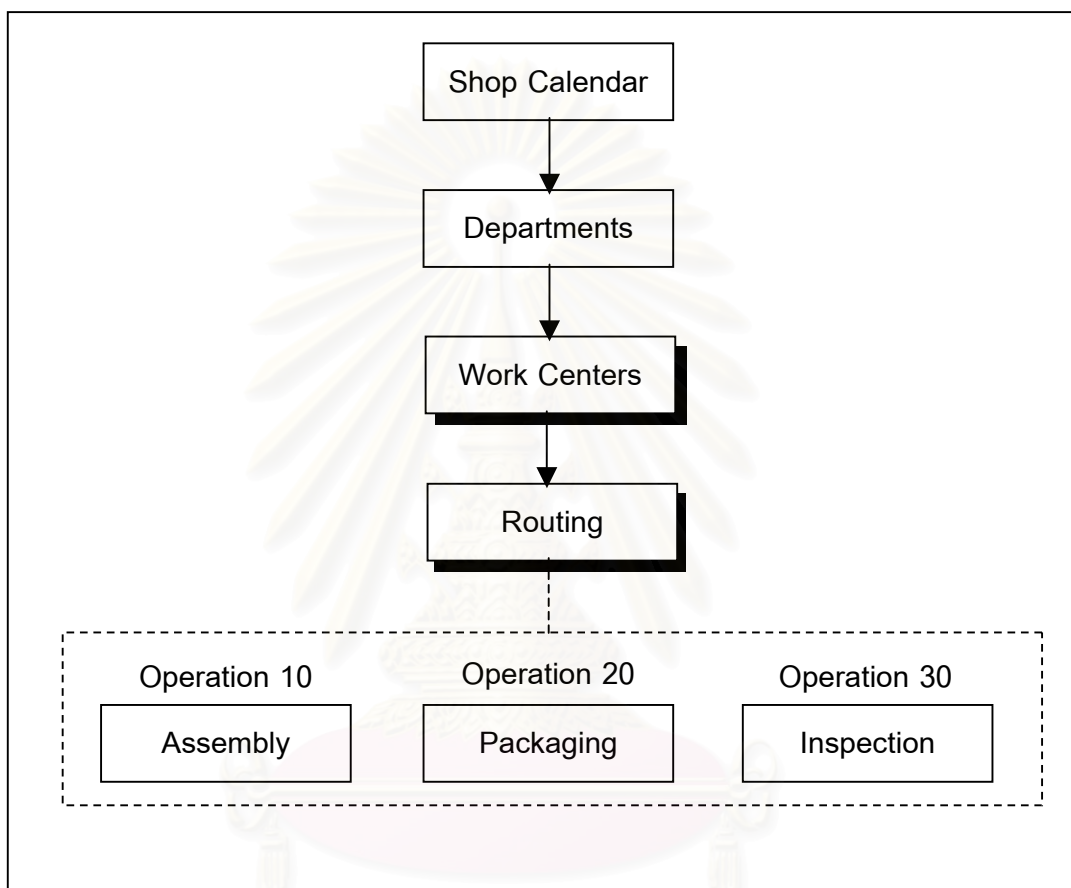 Shop Calendar
Departments
Work Centers
Routing
Operation 10 Operation 20 Operation 30
Assembly Packaging Inspection